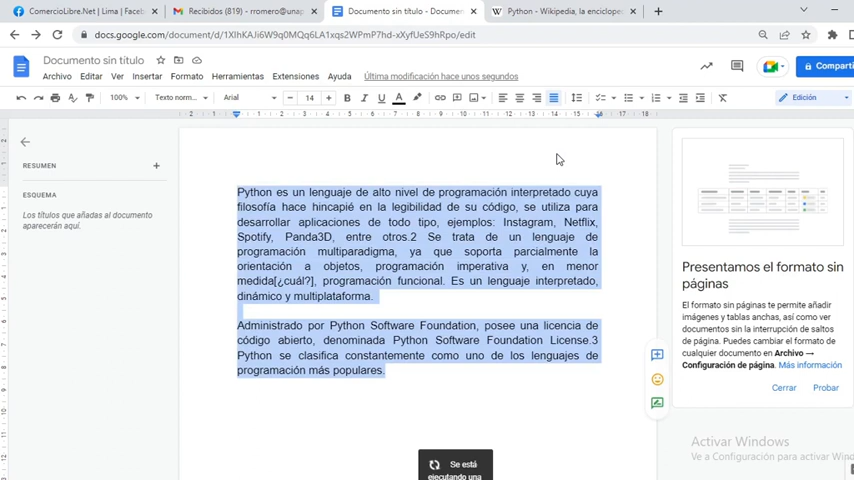 ComercioLibre.Net | Lima | Faceb
Recibidos (819) - rromero@unap
Documento sin título - Documen
Python - Wikipedia, la enciclope
docs.google.com/document/d/1XIhKAJi6W9q0MQq6LA1xqs2WPmP7hd-xXyfUeS9hRpo/edit
Documento sin título
Archivo Editar Ver Insertar Formato Herramientas Extensiones Ayuda Última modificación hace unos segundos
Comparti
100% Texto norm... Arial 14 Edición
RESUMEN
ESQUEMA
Los títulos que añadas al documento
aparecerán aquí.
Python es un lenguaje de alto nivel de programación interpretado cuya
filosofía hace hincapié en la legibilidad de su código, se utiliza para
desarrollar aplicaciones de todo tipo, ejemplos: Instagram, Netflix,
Spotify, Panda3D, entre otros.2 Se trata de un lenguaje de
programación multiparadigma, ya que soporta parcialmente la
orientación a objetos, programación imperativa y, en menor
medida[¿cuál?], programación funcional. Es un lenguaje interpretado,
dinámico y multiplataforma.
Administrado por Python Software Foundation, posee una licencia de
código abierto, denominada Python Software Foundation License.3
Python se clasifica constantemente como uno de los lenguajes de
programación más populares.
Presentamos el formato sin
páginas
El formato sin páginas te permite añadir
imágenes y tablas anchas, así como ver
documentos sin la interrupción de saltos
de página. Puedes cambiar el formato de
cualquier documento en Archivo →
Configuración de página. Más información
Cerrar Probar
Activar Windows
Ve a Configuración para activar Wind
Se está
ejecutando una